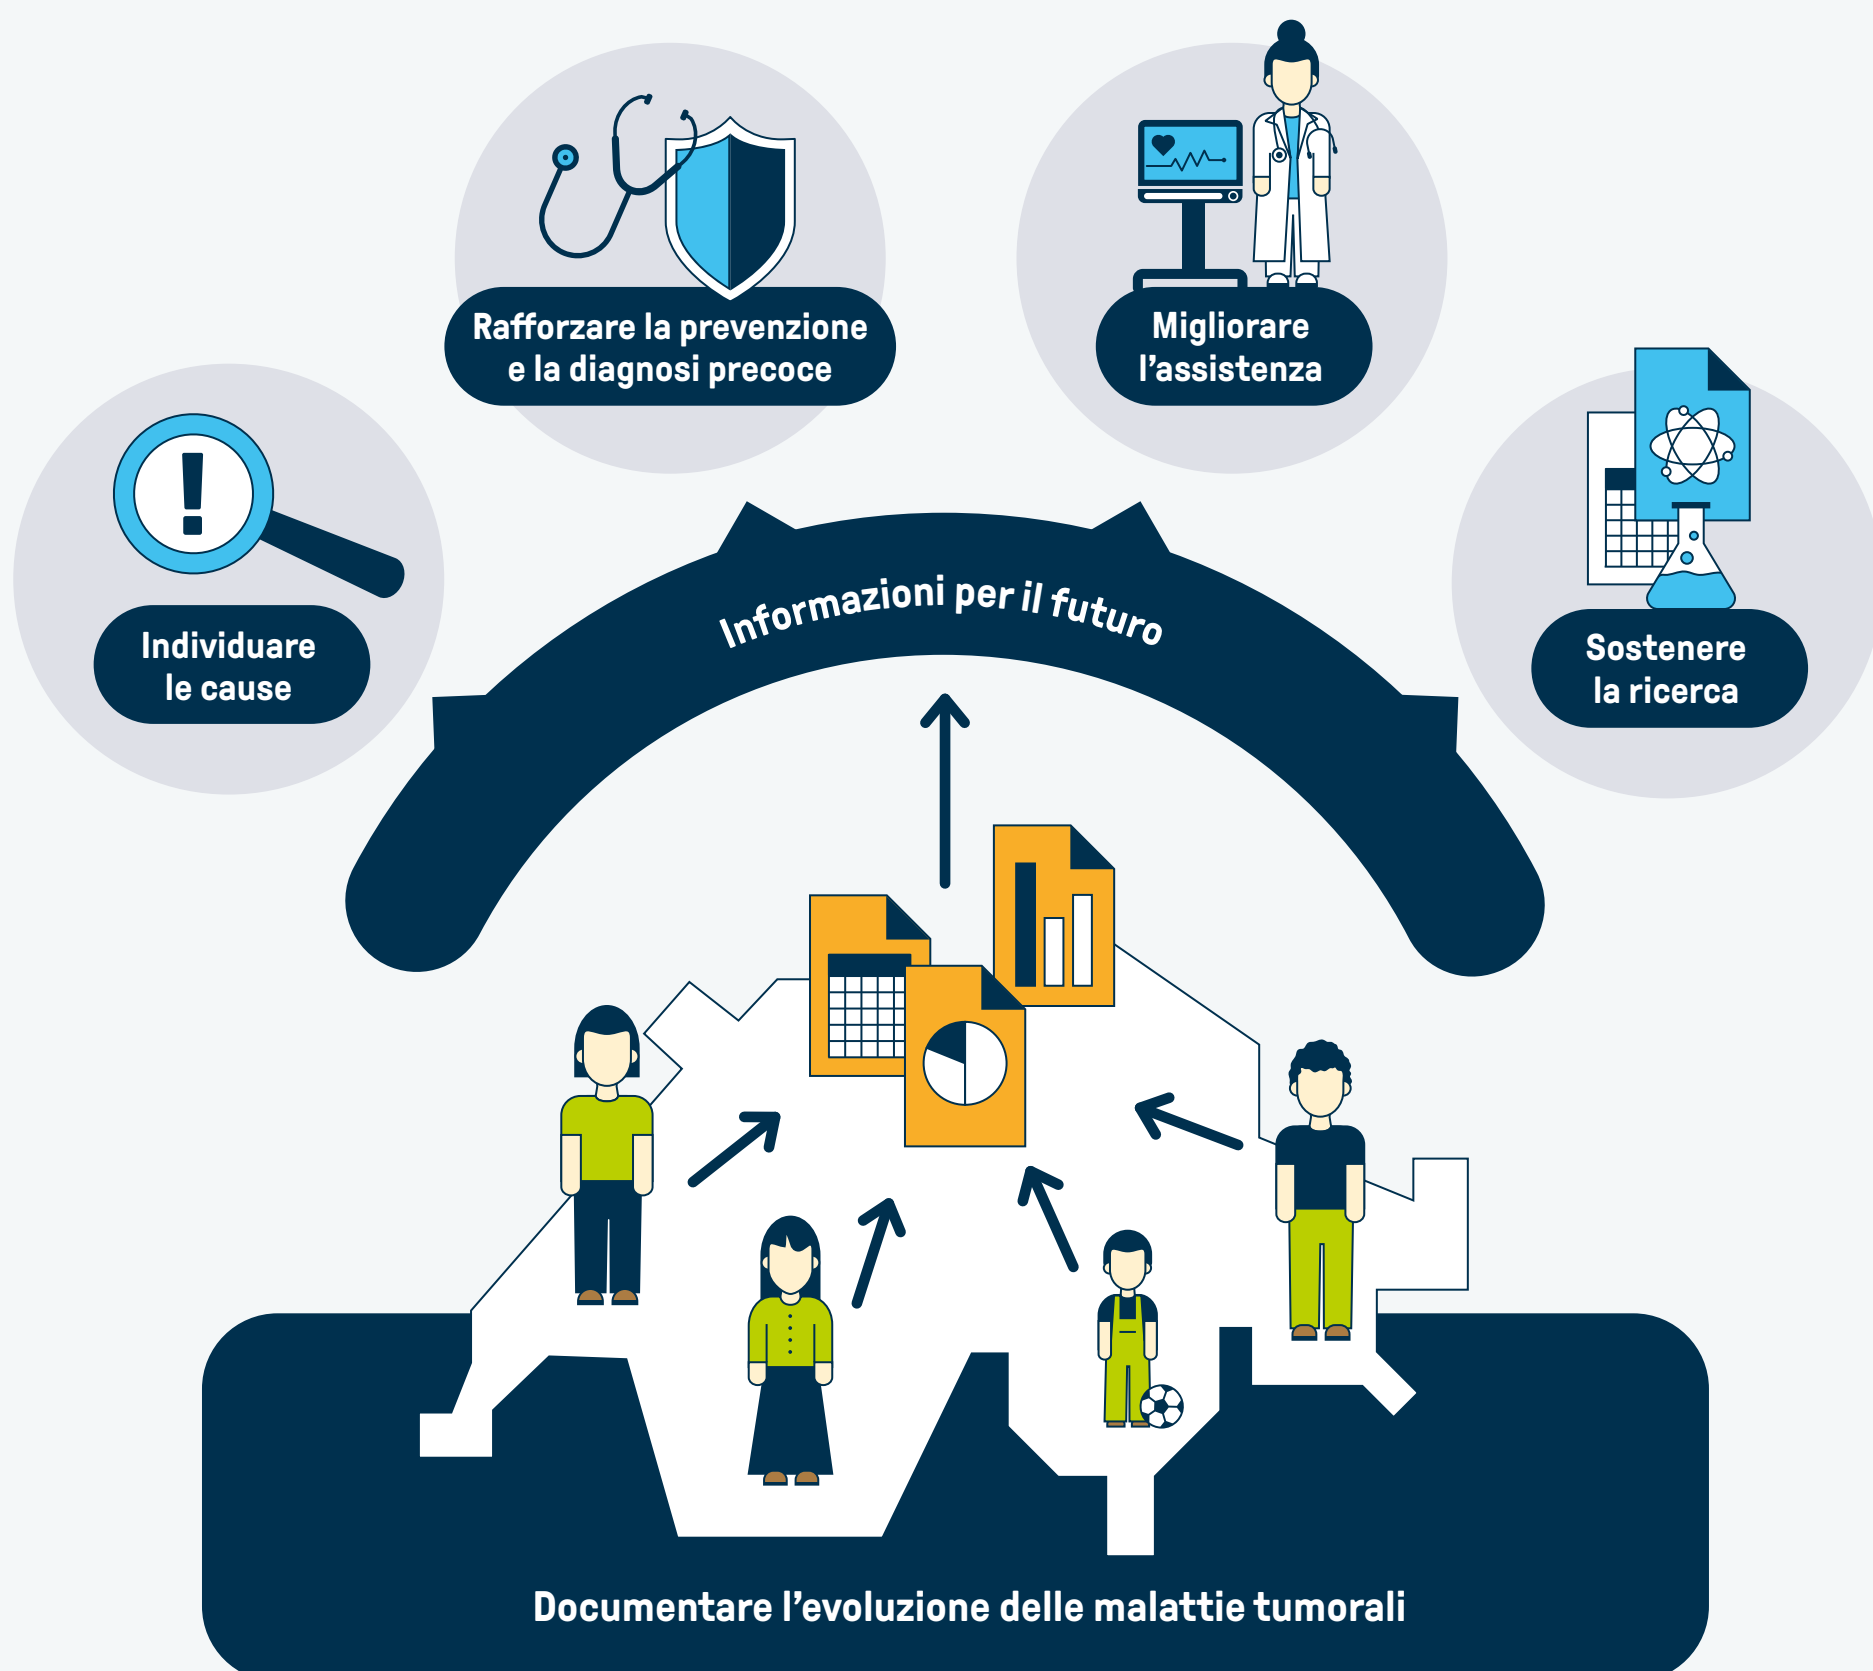 Rafforzare la prevenzione
e la diagnosi precoce
Migliorare
l’assistenza
Individuare
le cause
Sostenere
la ricerca
Informazioni per il futuro
Documentare l’evoluzione delle malattie tumorali